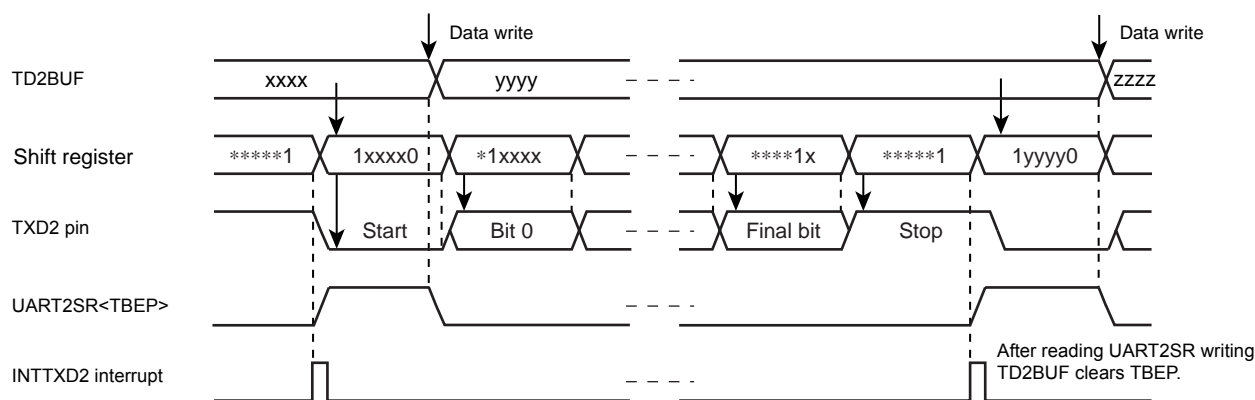 Data write
Data write
TD2BUF
xxxx
yyyy
zzzz
Shift register
*****1
1xxxx0
*1xxxx
****1x
*****1
1yyyy0
TXD2 pin
Start
Bit 0
Final bit
Stop
UART2SR<TBEP>
INTTXD2 interrupt
After reading UART2SR writing
TD2BUF clears TBEP.